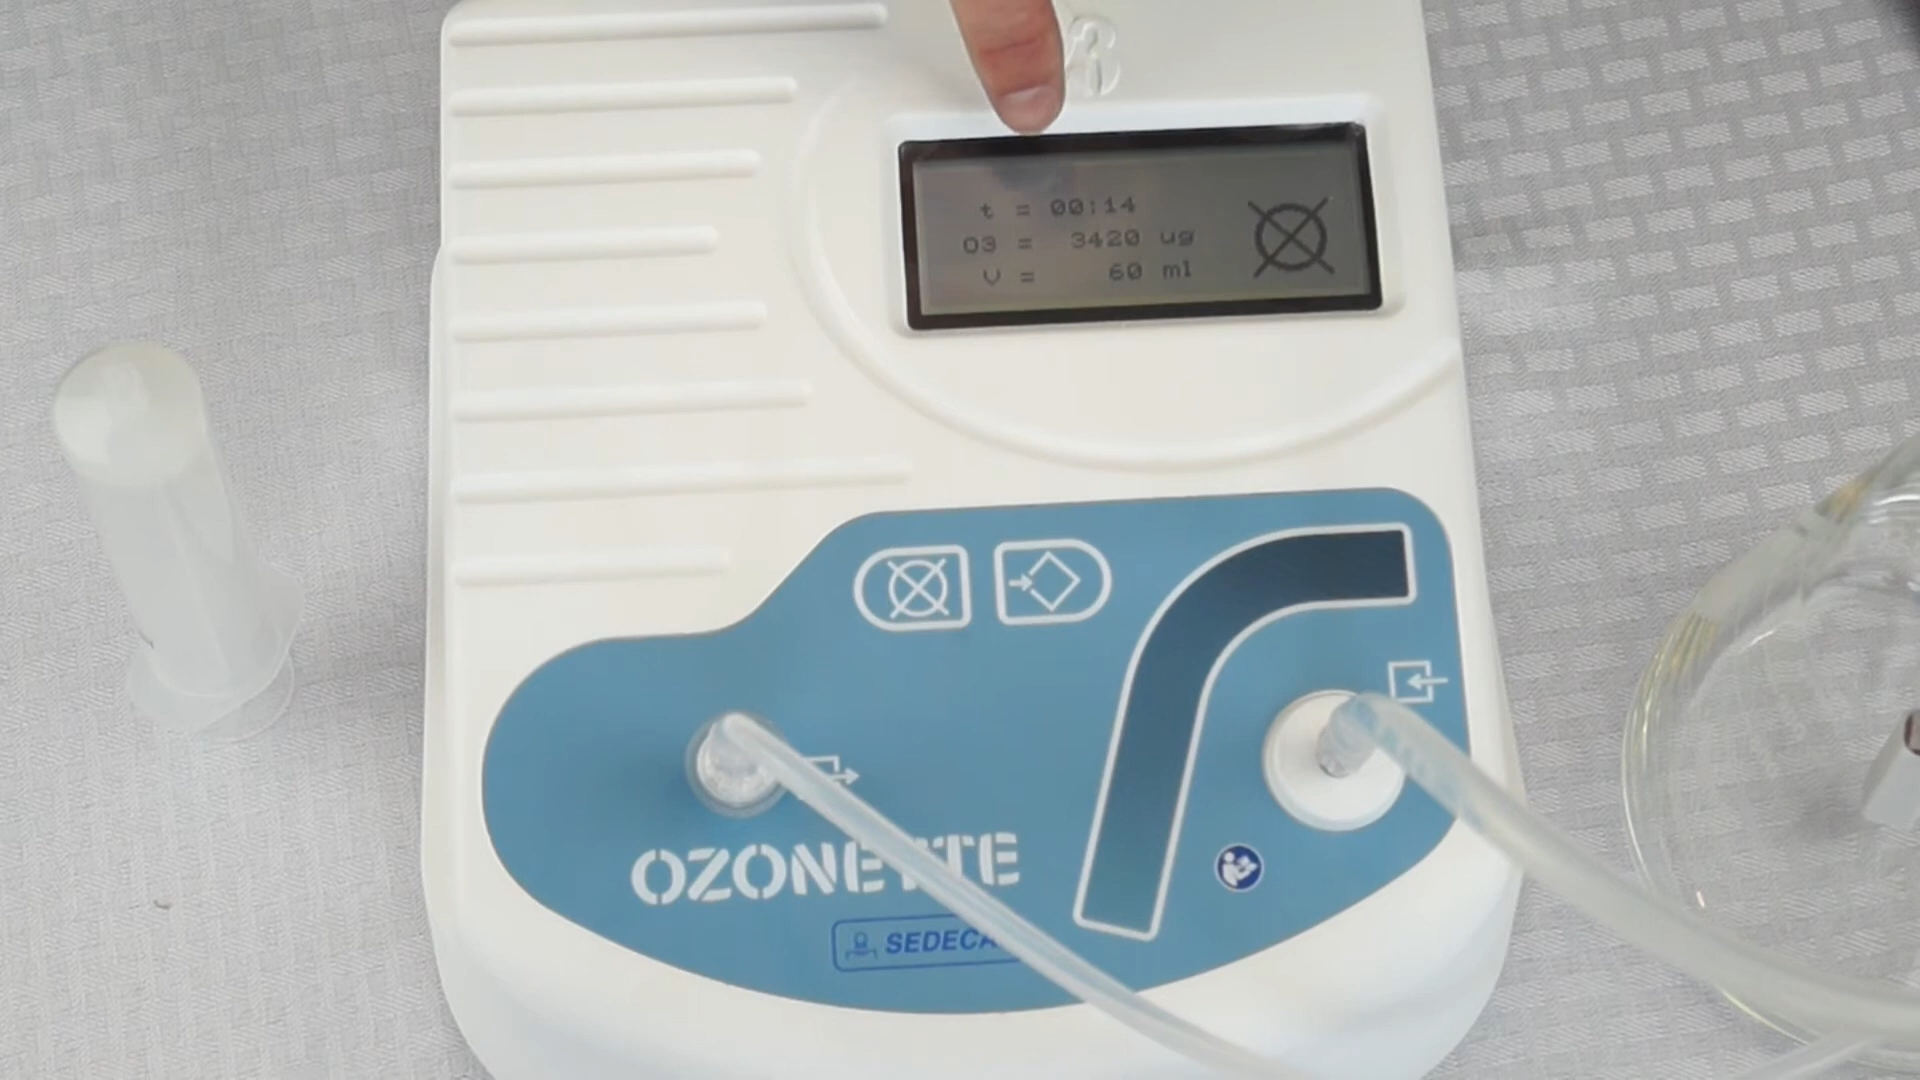 t = 00:14
O3 = 3420 ug
V = 60 ml
OZONETTE
SEDECA